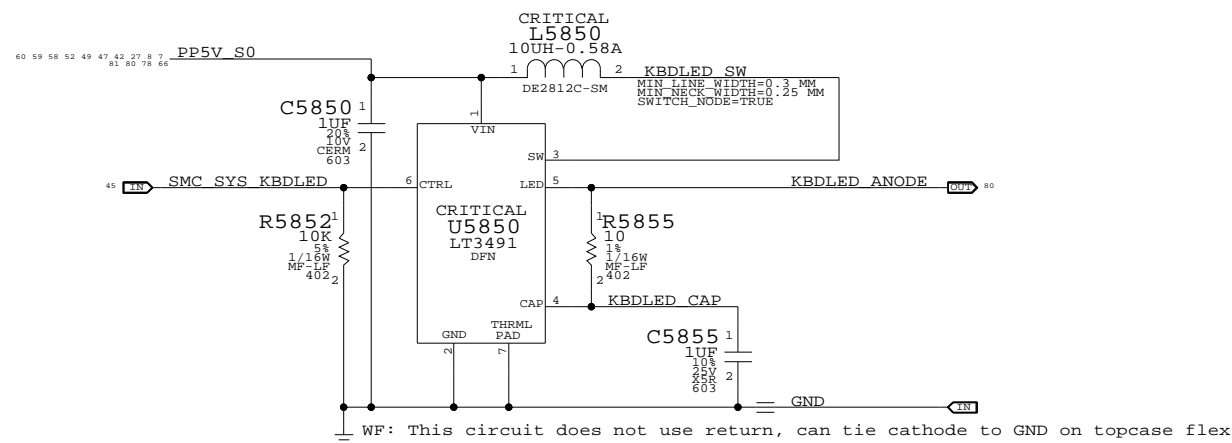 CRITICAL
L5850
10UH-0.58A
60 59 58 52 49 47 42 27 8 7 PP5V_S0
81 80 78 66
1 2 KBDLED_SW
DE2812C-SM
MIN_LINE_WIDTH=0.3 MM
MIN_NECK_WIDTH=0.25 MM
SWITCH_NODE=TRUE
C5850 1
1UF
20%
10V
CERM 2
603
1
VIN
SW 3
45 IN SMC_SYS_KBDLED 6 CTRL
LED 5 KBDLED_ANODE OUT 80
CRITICAL
U5850
LT3491
DFN
R5852 1
10K
5%
1/16W
MF-LF
402 2
1 R5855
10
1%
1/16W
MF-LF
2 402
CAP 4 KBDLED_CAP
GND THRML
PAD
2 7
C5855 1
1UF
10%
25V
X5R 2
603
GND IN
WF: This circuit does not use return, can tie cathode to GND on topcase flex